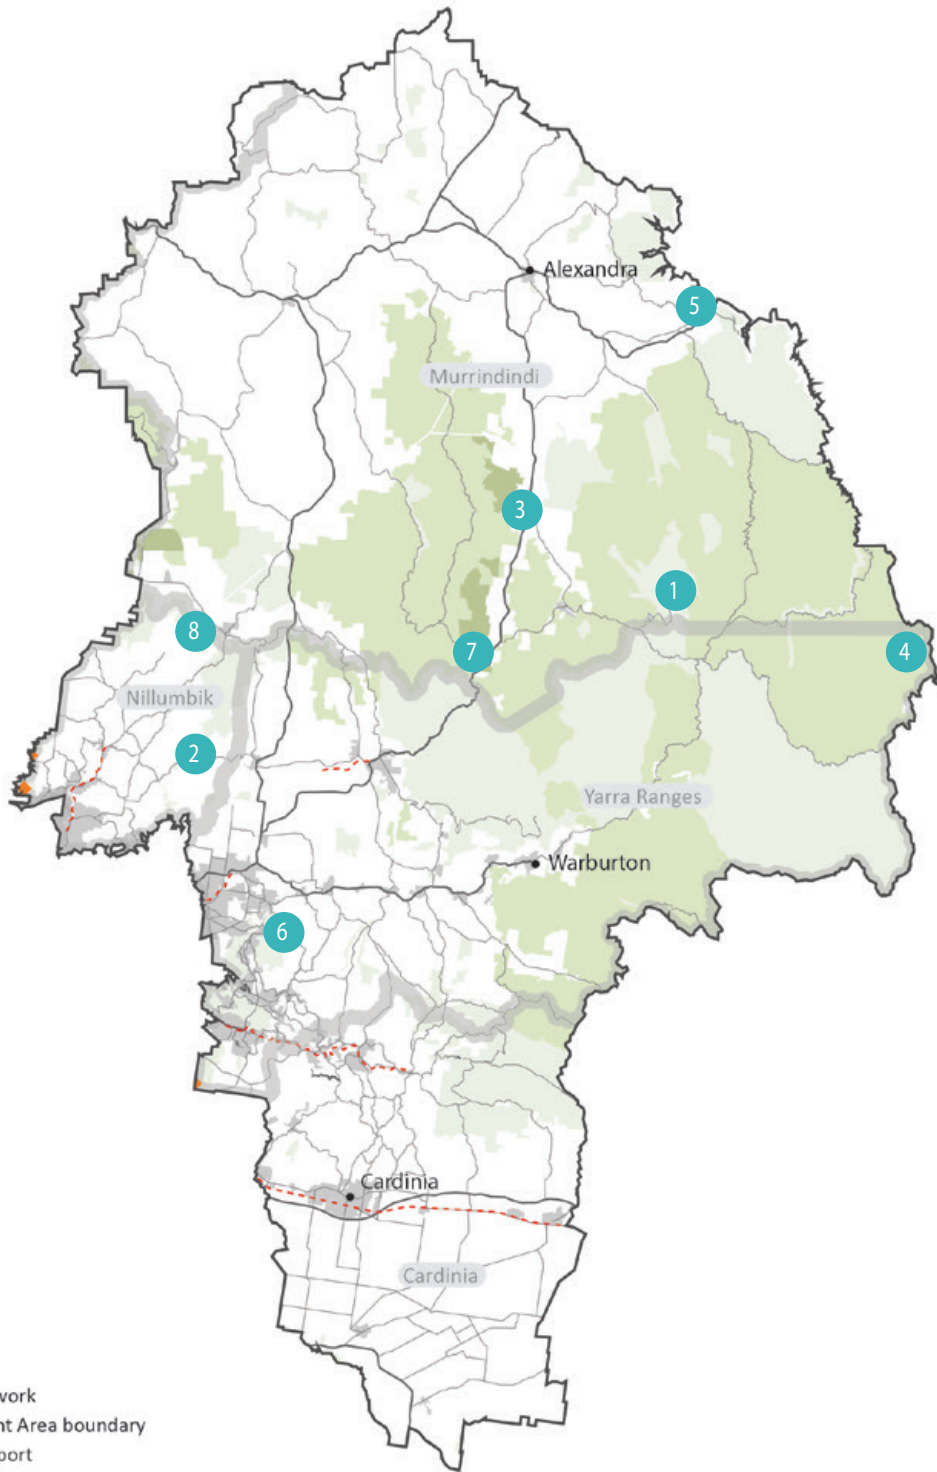 Alexandra
5
Murrindindi
3
1
8
7
4
Nillumbik
2
Yarra Ranges
Warburton
6
Cardinia
Cardinia
work
nt Area boundary
port